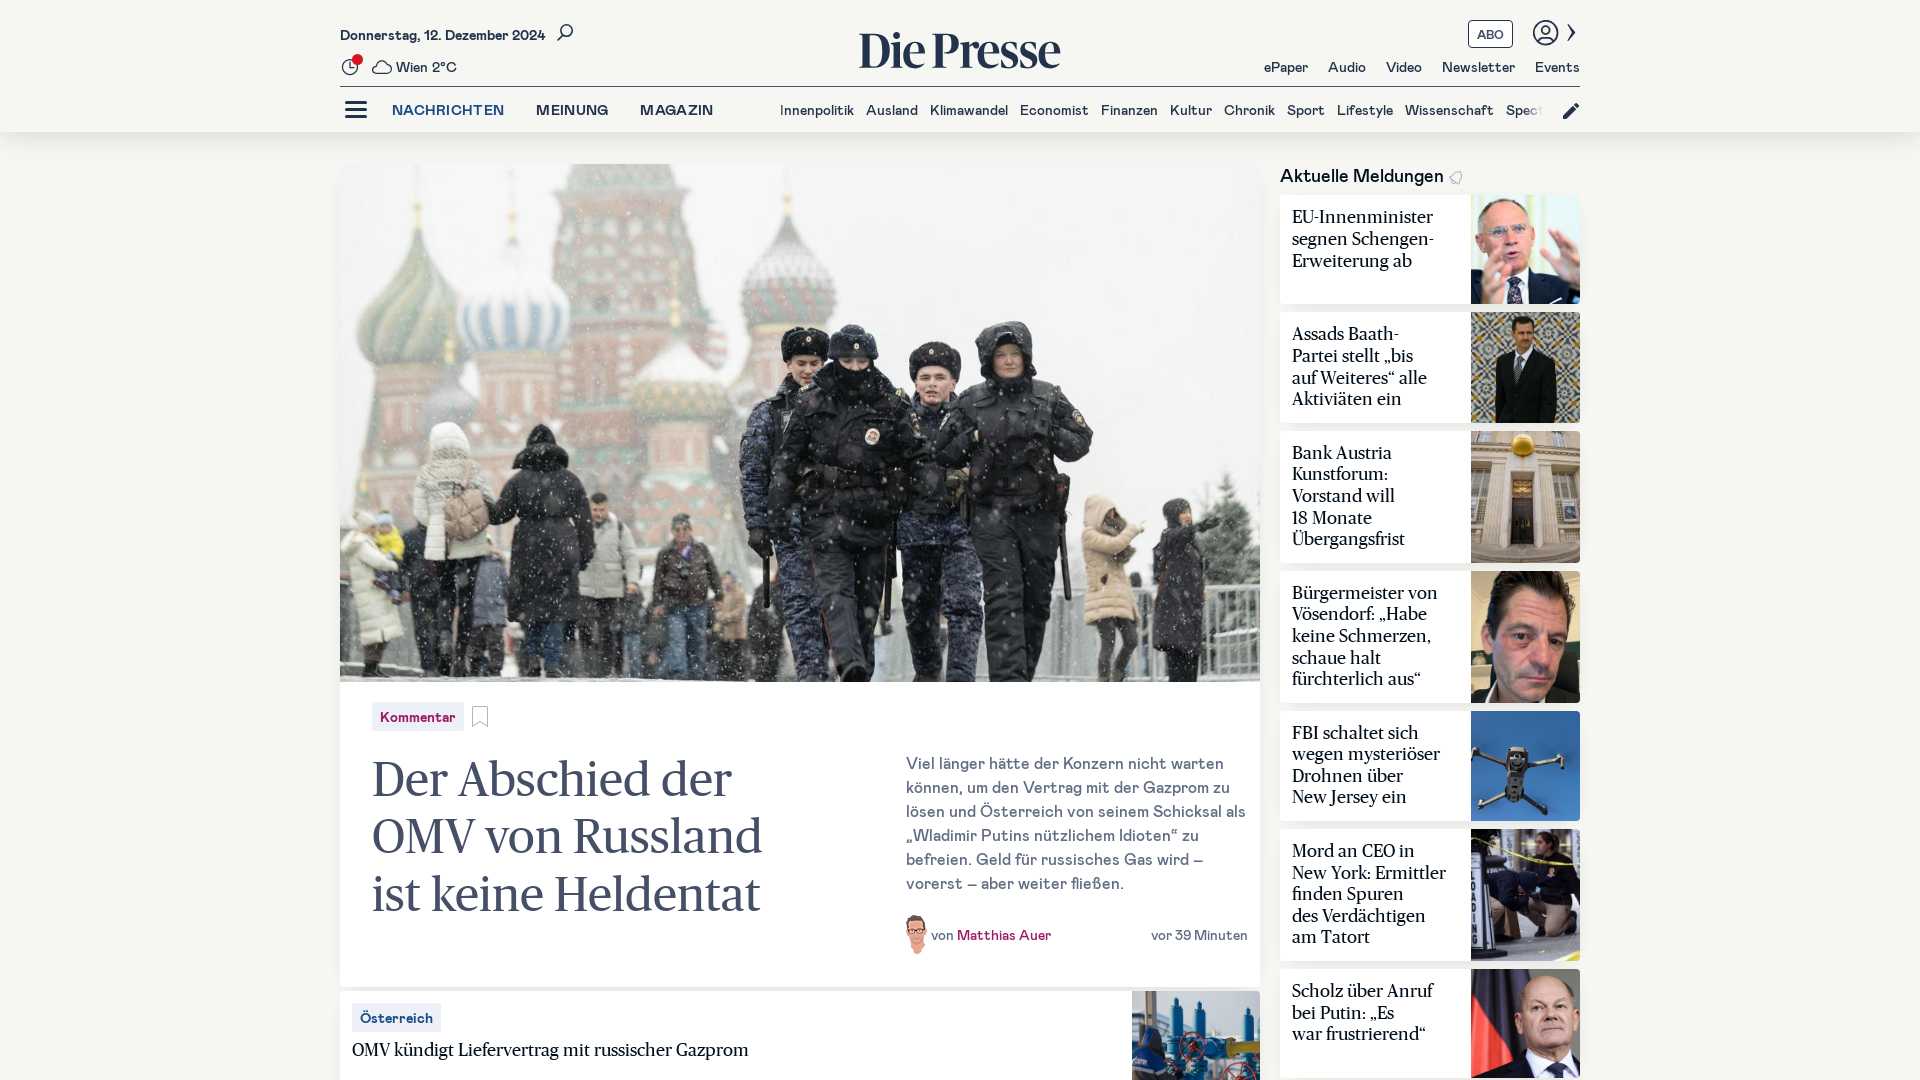 Donnerstag, 12. Dezember 2024
Die Presse
ABO
Wien 2°C
ePaper Audio Video Newsletter Events
NACHRICHTEN MEINUNG MAGAZIN
Innenpolitik Ausland Klimawandel Economist Finanzen Kultur Chronik Sport Lifestyle Wissenschaft
Kommentar
Der Abschied der
OMV von Russland
ist keine Heldentat
Viel länger hätte der Konzern nicht warten
können, um den Vertrag mit der Gazprom zu
lösen und Österreich von seinem Schicksal als
„Wladimir Putins nützlichem Idioten“ zu
befreien. Geld für russisches Gas wird –
vorerst – aber weiter fließen.
von Matthias Auer
vor 39 Minuten
Österreich
OMV kündigt Liefervertrag mit russischer Gazprom
Aktuelle Meldungen
EU-Innenminister
segnen Schengen-
Erweiterung ab
Assads Baath-
Partei stellt „bis
auf Weiteres“ alle
Aktiviäten ein
Bank Austria
Kunstforum:
Vorstand will
18 Monate
Übergangsfrist
Bürgermeister von
Vösendorf: „Habe
keine Schmerzen,
schaue halt
fürchterlich aus“
FBI schaltet sich
wegen mysteriöser
Drohnen über
New Jersey ein
Mord an CEO in
New York: Ermittler
finden Spuren
des Verdächtigen
am Tatort
LOADING
Scholz über Anruf
bei Putin: „Es
war frustrierend“